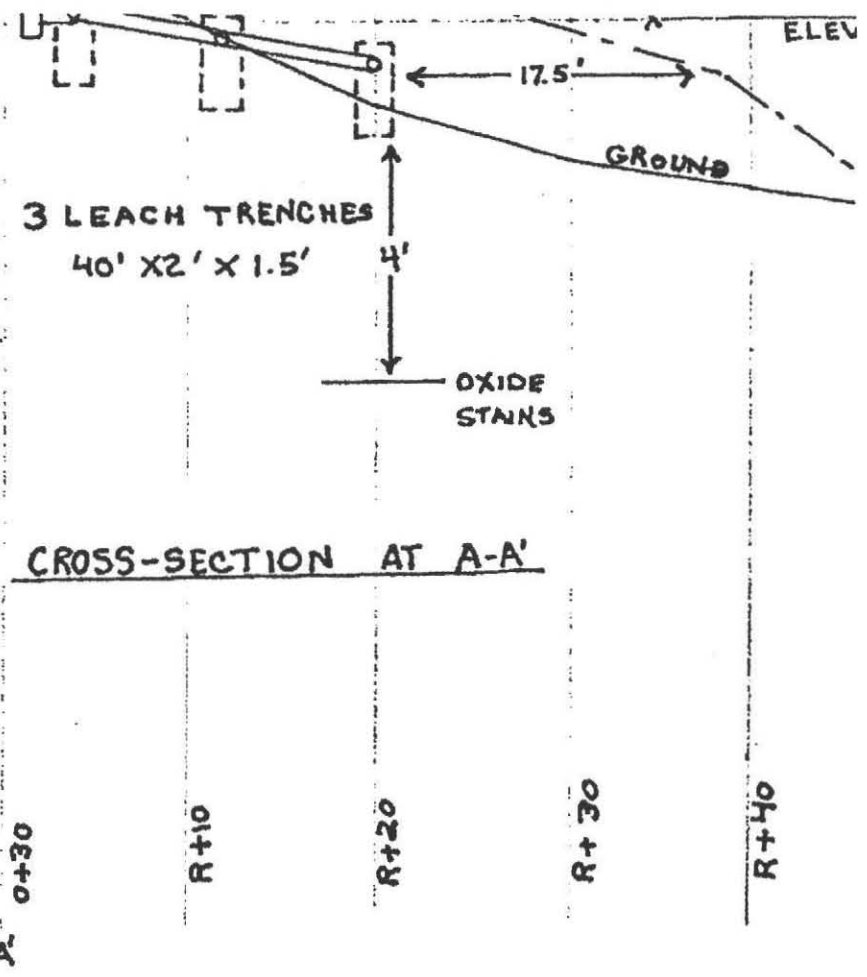 ELEV
17.5'
GROUND
3 LEACH TRENCHES
40' X2' X 1.5'
4'
OXIDE
STAINS
CROSS-SECTION AT A-A'
0+30
R+10
R+20
R+30
R+40